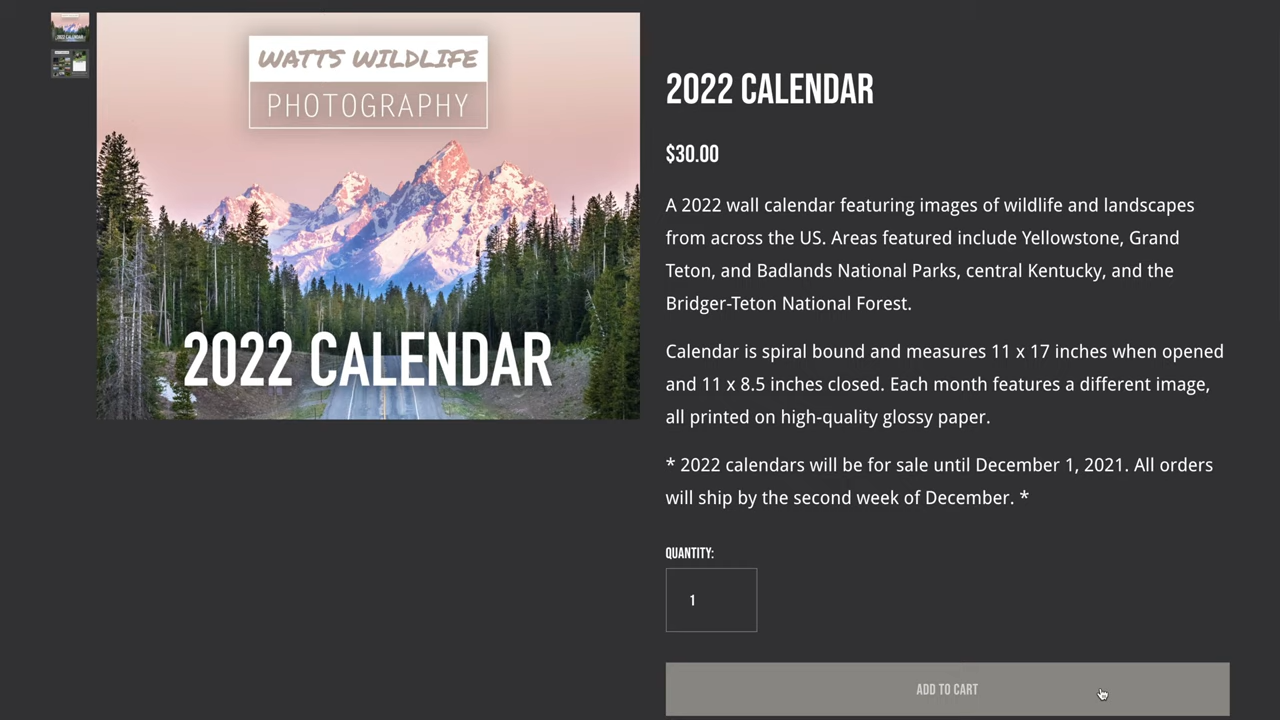 WATTS WILDLIFE
PHOTOGRAPHY
2022 CALENDAR
2022 CALENDAR
$30.00
A 2022 wall calendar featuring images of wildlife and landscapes
from across the US. Areas featured include Yellowstone, Grand
Teton, and Badlands National Parks, central Kentucky, and the
Bridger-Teton National Forest.
Calendar is spiral bound and measures 11 x 17 inches when opened
and 11 x 8.5 inches closed. Each month features a different image,
all printed on high-quality glossy paper.
* 2022 calendars will be for sale until December 1, 2021. All orders
will ship by the second week of December. *
QUANTITY:
1
ADD TO CART